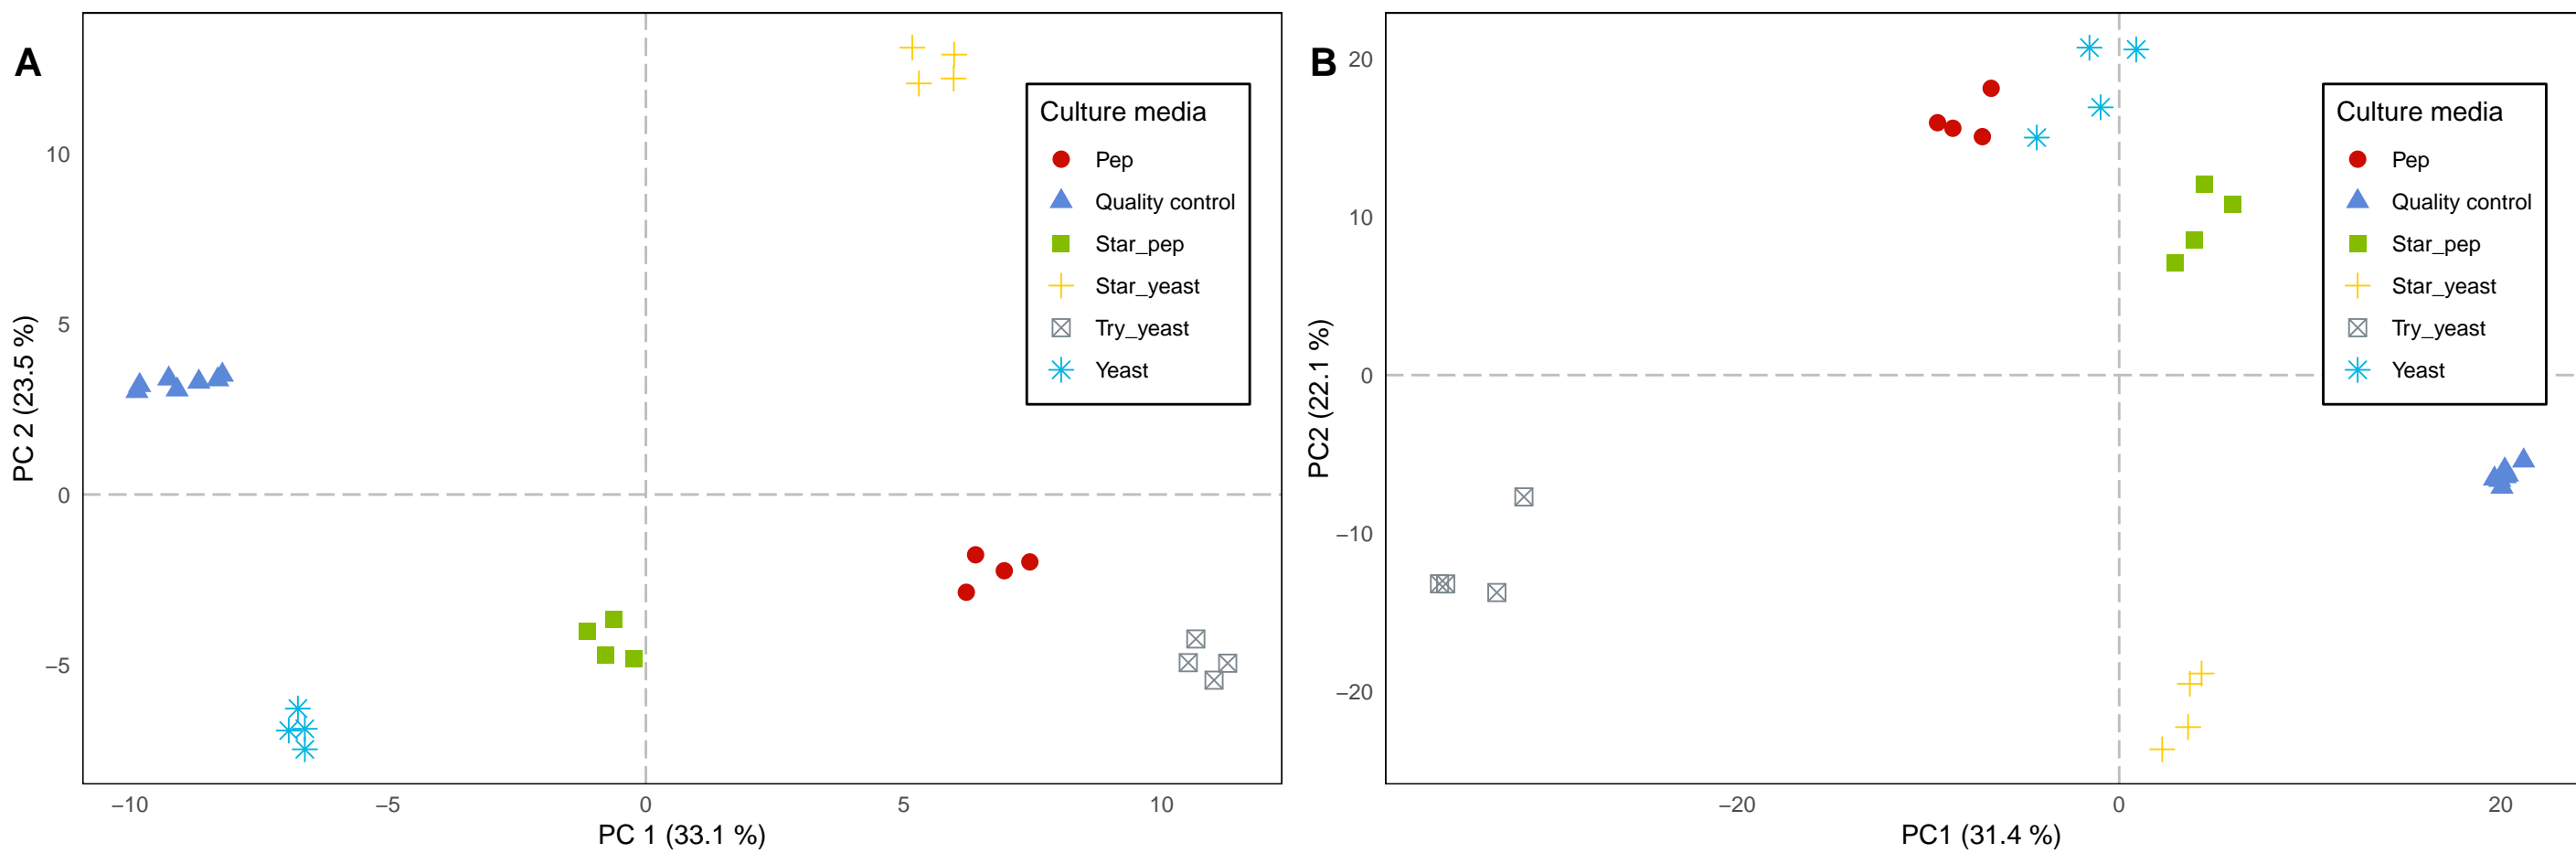 A
10
5
0
−5
−10
−5
0
5
10
PC 2 (23.5 %)
PC 1 (33.1 %)
Culture media
Pep
Quality control
Star_pep
Star_yeast
Try_yeast
Yeast
B
20
10
0
−10
−20
−20
0
20
PC2 (22.1 %)
PC1 (31.4 %)
Culture media
Pep
Quality control
Star_pep
Star_yeast
Try_yeast
Yeast